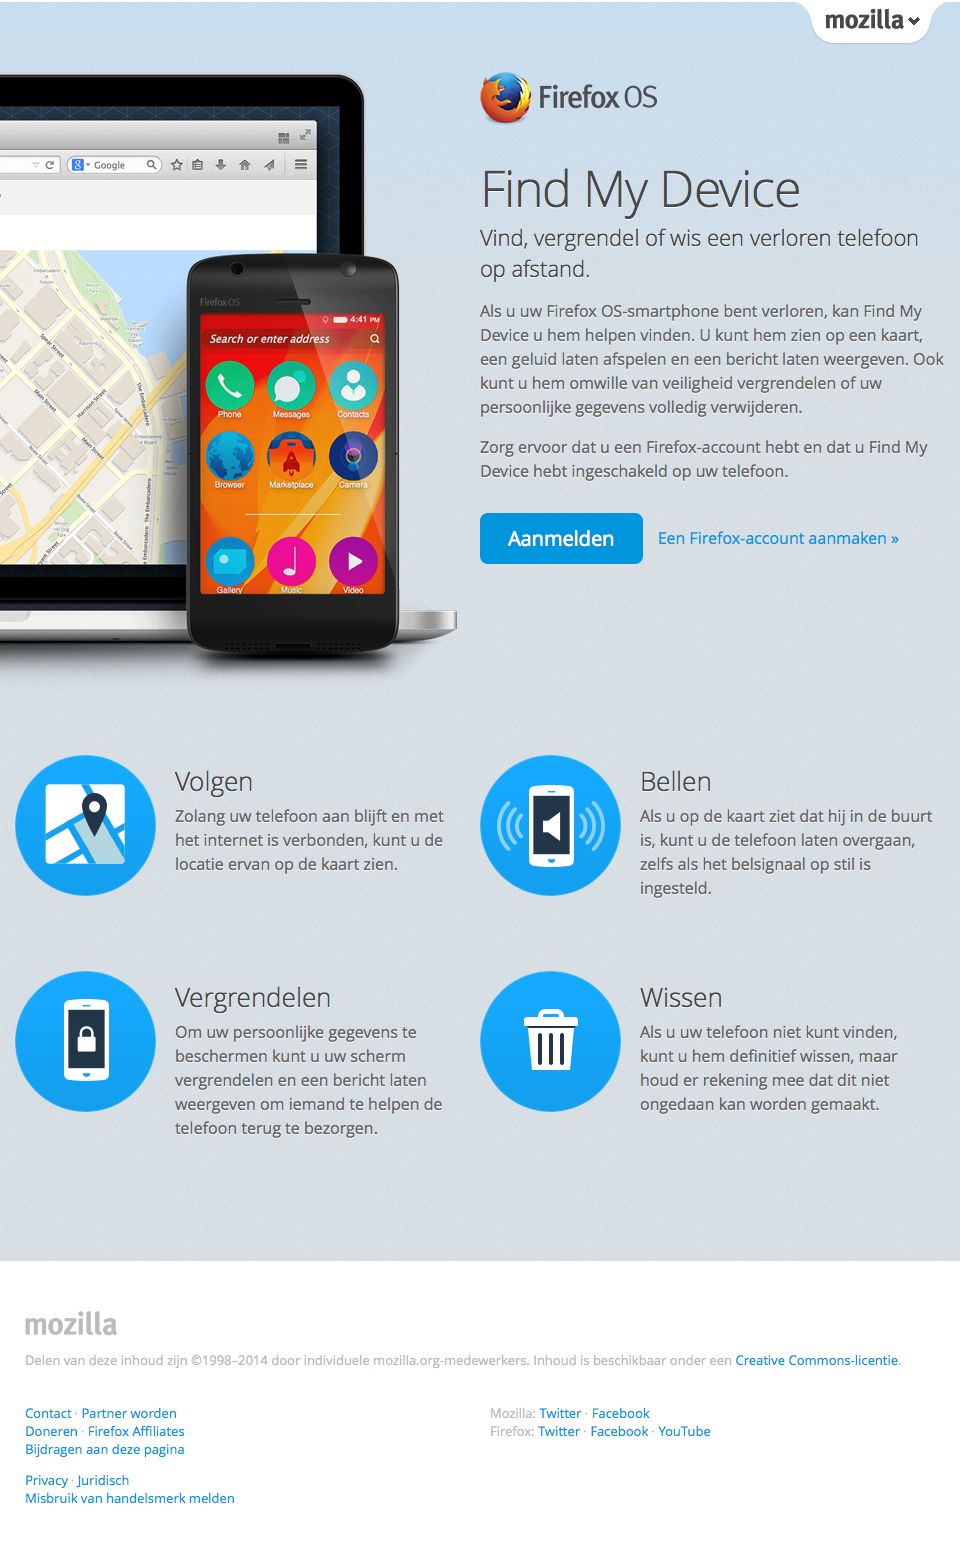 mozilla
Firefox OS
Google
Find My Device
Vind, vergrendel of wis een verloren telefoon
op afstand.
Als u uw Firefox OS-smartphone bent verloren, kan Find My
Device u hem helpen vinden. U kunt hem zien op een kaart,
een geluid laten afspelen en een bericht laten weergeven. Ook
kunt u hem omwille van veiligheid vergrendelen of uw
persoonlijke gegevens volledig verwijderen.
Zorg ervoor dat u een Firefox-account hebt en dat u Find My
Device hebt ingeschakeld op uw telefoon.
Aanmelden
Een Firefox-account aanmaken »
Spear Street
Main Street
Harrison Street
Main Street
Beale Street
The Embarcadero
Firefox OS
4:41 PM
Search or enter address
Phone
Messages
Contacts
Browser
Marketplace
Camera
Gallery
Music
Video
Volgen
Zolang uw telefoon aan blijft en met
het internet is verbonden, kunt u de
locatie ervan op de kaart zien.
Bellen
Als u op de kaart ziet dat hij in de buurt
is, kunt u de telefoon laten overgaan,
zelfs als het belsignaal op stil is
ingesteld.
Vergrendelen
Om uw persoonlijke gegevens te
beschermen kunt u uw scherm
vergrendelen en een bericht laten
weergeven om iemand te helpen de
telefoon terug te bezorgen.
Wissen
Als u uw telefoon niet kunt vinden,
kunt u hem definitief wissen, maar
houd er rekening mee dat dit niet
ongedaan kan worden gemaakt.
mozilla
Delen van deze inhoud zijn ©1998–2014 door individuele mozilla.org-medewerkers. Inhoud is beschikbaar onder een Creative Commons-licentie.
Contact · Partner worden
Doneren · Firefox Affiliates
Bijdragen aan deze pagina
Privacy · Juridisch
Misbruik van handelsmerk melden
Mozilla: Twitter · Facebook
Firefox: Twitter · Facebook · YouTube